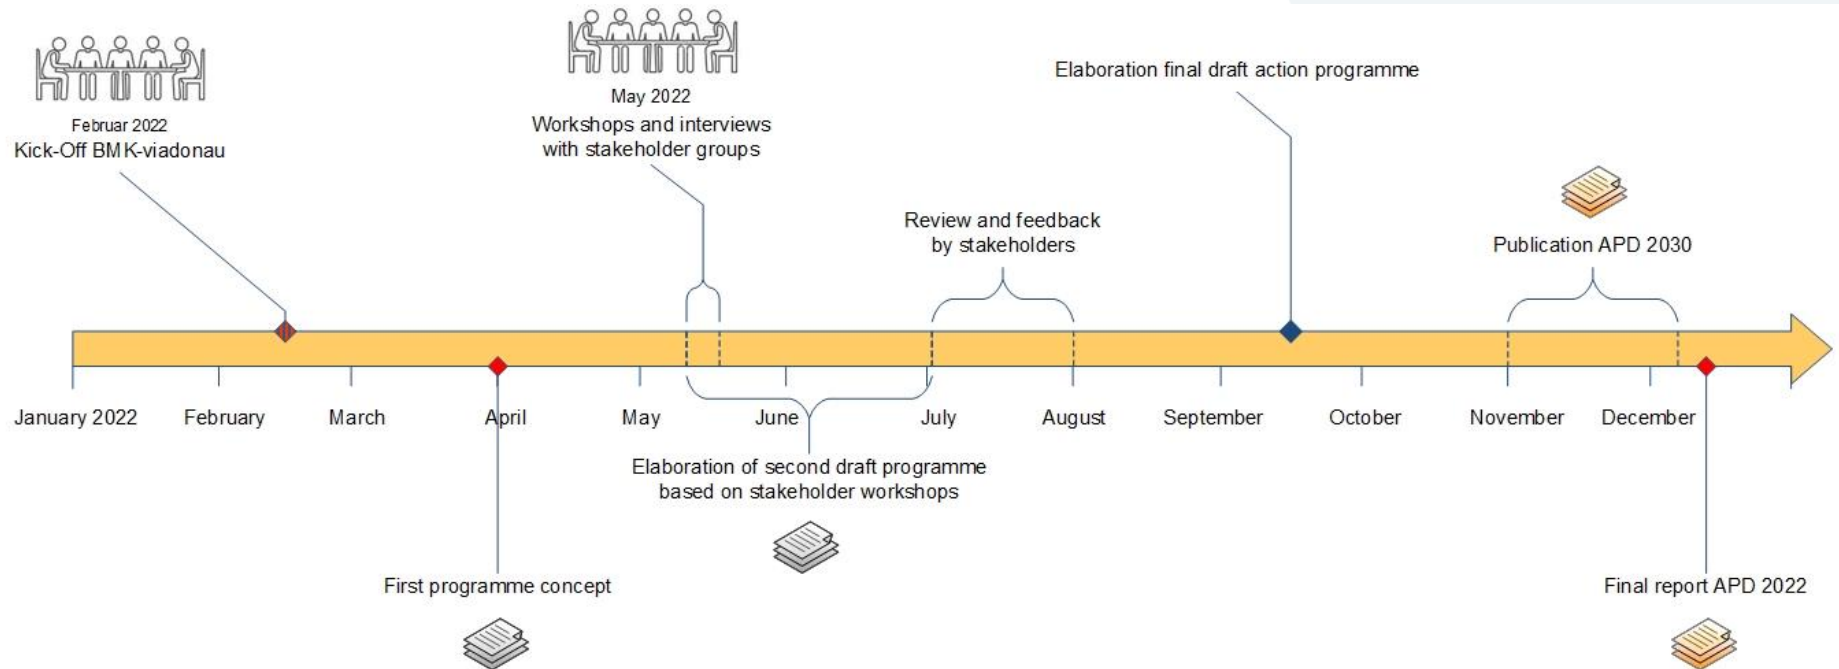 Februar 2022
Kick-Off BMK-viadonau
May 2022
Workshops and interviews
with stakeholder groups
Elaboration final draft action programme
Review and feedback
by stakeholders
Publication APD 2030
January 2022
February
March
April
May
June
July
August
September
October
November
December
Elaboration of second draft programme
based on stakeholder workshops
First programme concept
Final report APD 2022